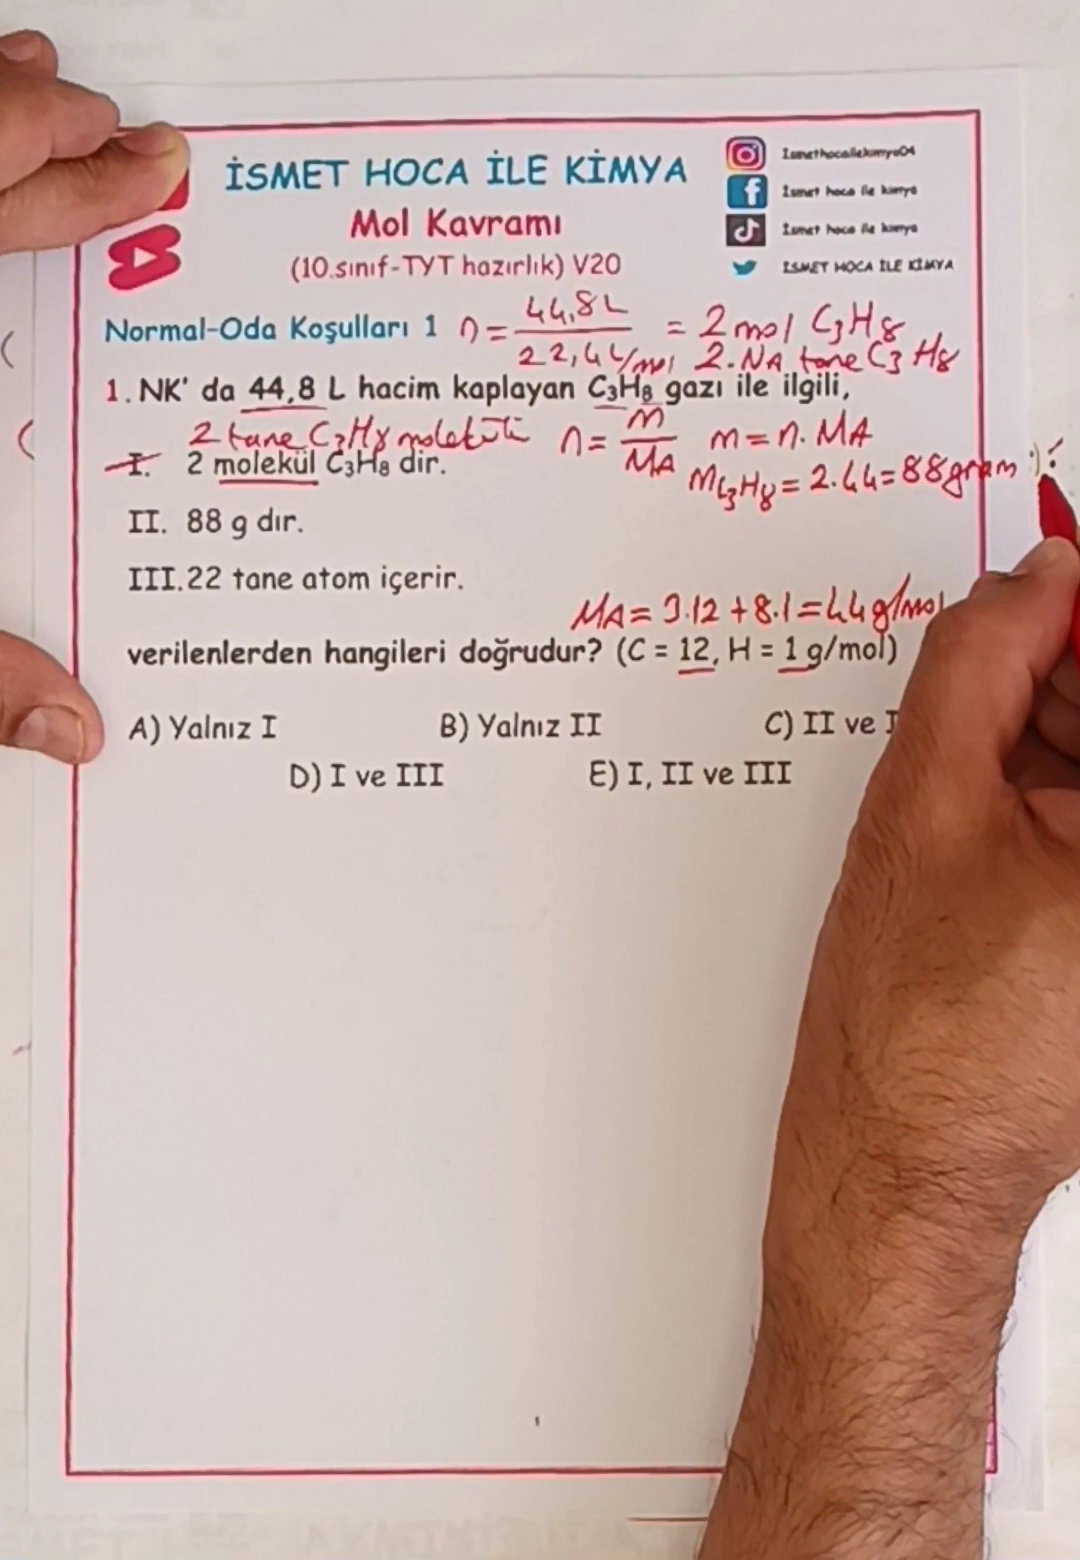 İSMET HOCA İLE KİMYA
Mol Kavramı
(10.sınıf-TYT hazırlık) V20
Ismethocailekimya04
İsmet hoca ile kimya
İsmet hoca ile kimya
İSMET HOCA İLE KİMYA
Normal-Oda Koşulları 1 n = 44,8 L / 22,4 L/mol = 2 mol C3H8
2.NA tane C3H8
1. NK' da 44,8 L hacim kaplayan C₃H₈ gazı ile ilgili,
2 tane C3H8 molekülü n = m / MA m = n.MA
I. 2 molekül C₃H₈ dir.
mC3H8 = 2.44 = 88 gram
II. 88 g dır.
III. 22 tane atom içerir.
MA = 3.12 + 8.1 = 44 g/mol
verilenlerden hangileri doğrudur? (C = 12, H = 1 g/mol)
A) Yalnız I B) Yalnız II C) II ve
D) I ve III E) I, II ve III
1